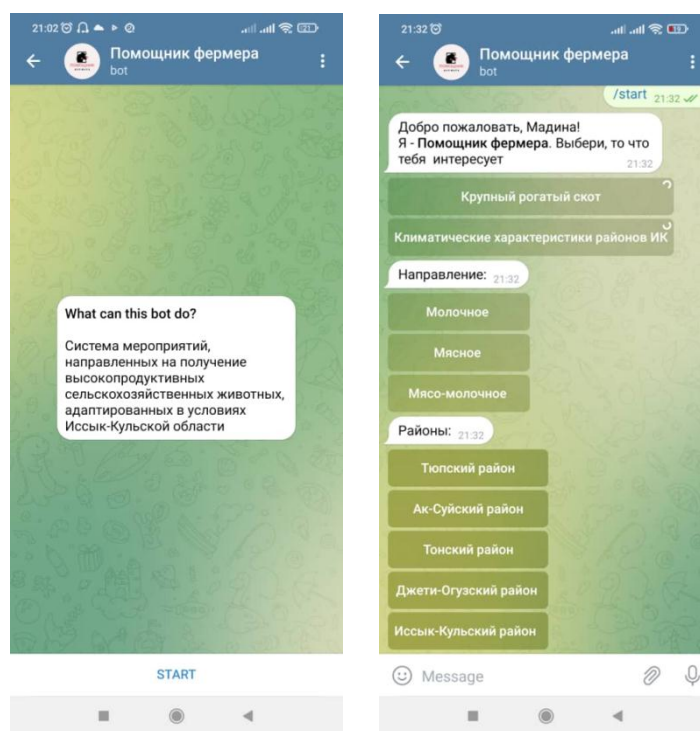 21:02
21
Помощник фермера
bot
What can this bot do?
Система мероприятий,
направленных на получение
высокопродуктивных
сельскохозяйственных животных,
адаптированных в условиях
Иссык-Кульской области
START
21:32
Помощник фермера
bot
/start 21:32
Добро пожаловать, Мадина!
Я - Помощник фермера. Выбери, то что
тебя интересует 21:32
Крупный рогатый скот
Климатические характеристики районов ИК
Направление: 21:32
Молочное
Мясное
Мясо-молочное
Районы: 21:32
Тюпский район
Ак-Суйский район
Тонский район
Джети-Огузский район
Иссык-Кульский район
Message